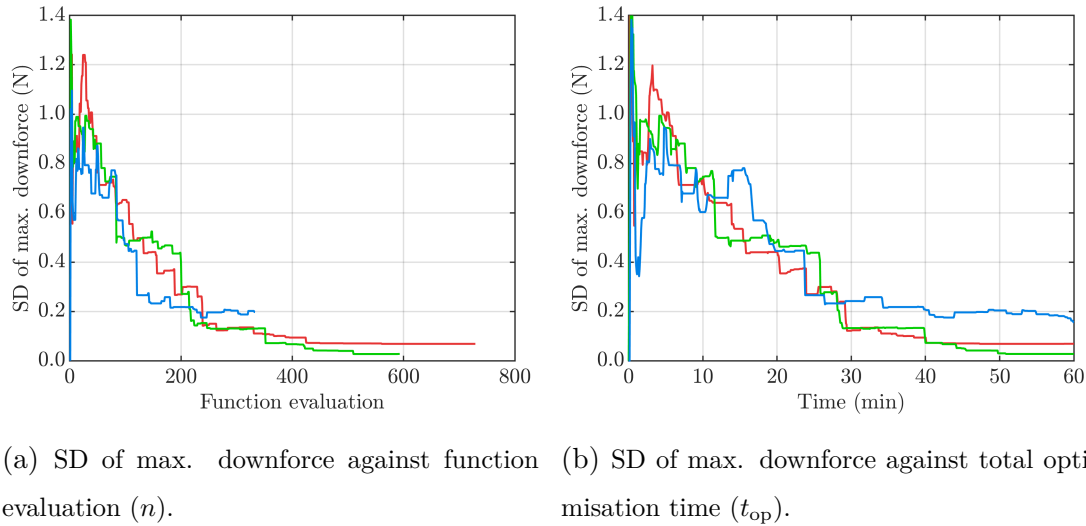 1.4
1.2
1.0
0.8
0.6
0.4
0.2
0.0
SD of max. downforce (N)
0 200 400 600 800
Function evaluation
1.4
1.2
1.0
0.8
0.6
0.4
0.2
0.0
SD of max. downforce (N)
0 10 20 30 40 50 60
Time (min)
(a) SD of max. downforce against function
evaluation (n).
(b) SD of max. downforce against total opti
misation time (t_op).